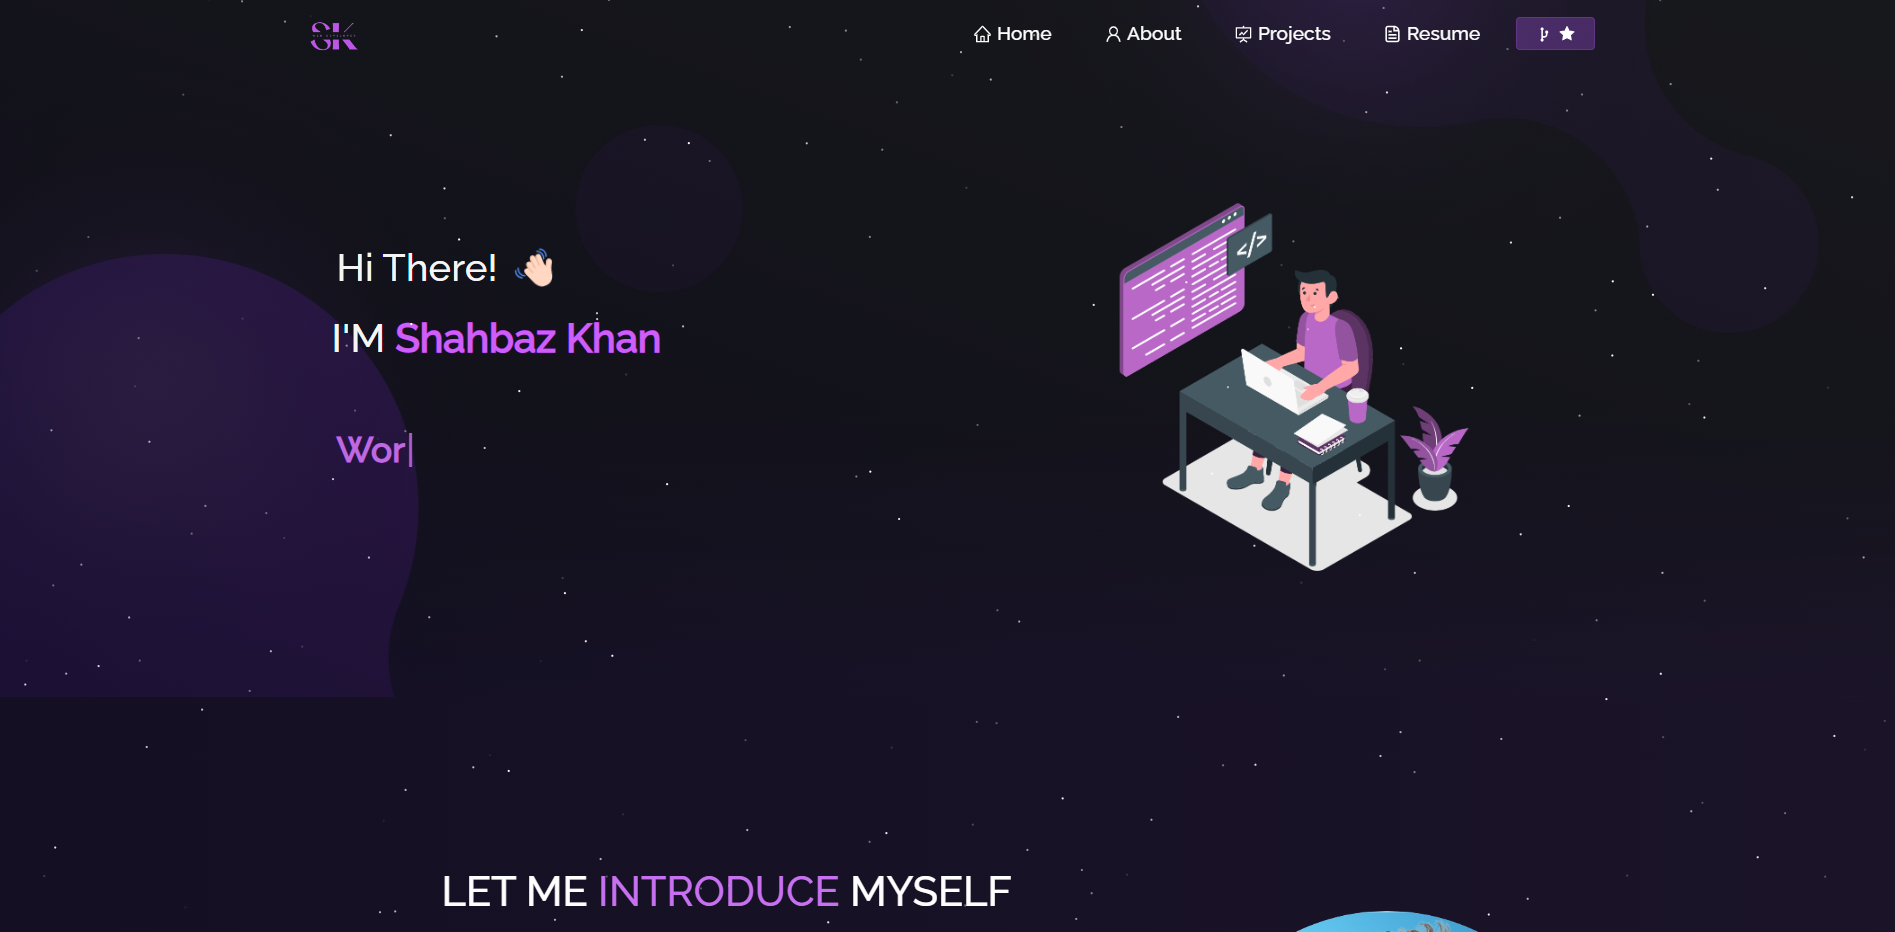 SK
Home
About
Projects
Resume
Hi There!
I'M Shahbaz Khan
Wor|
</>
LET ME INTRODUCE MYSELF